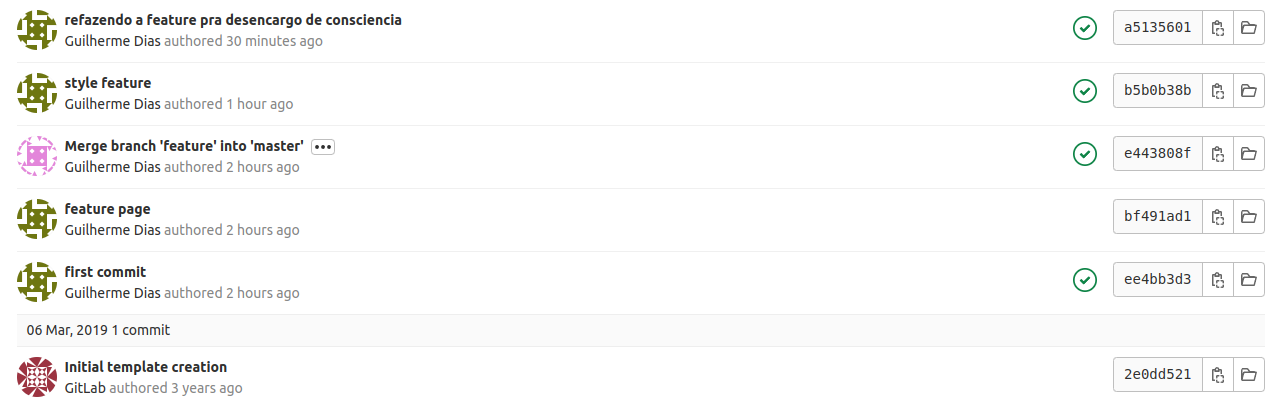 refazendo a feature pra desencargo de consciencia
Guilherme Dias authored 30 minutes ago
a5135601
style feature
Guilherme Dias authored 1 hour ago
b5b0b38b
Merge branch 'feature' into 'master' •••
Guilherme Dias authored 2 hours ago
e443808f
feature page
Guilherme Dias authored 2 hours ago
bf491ad1
first commit
Guilherme Dias authored 2 hours ago
ee4bb3d3
06 Mar, 2019 1 commit
Initial template creation
GitLab authored 3 years ago
2e0dd521